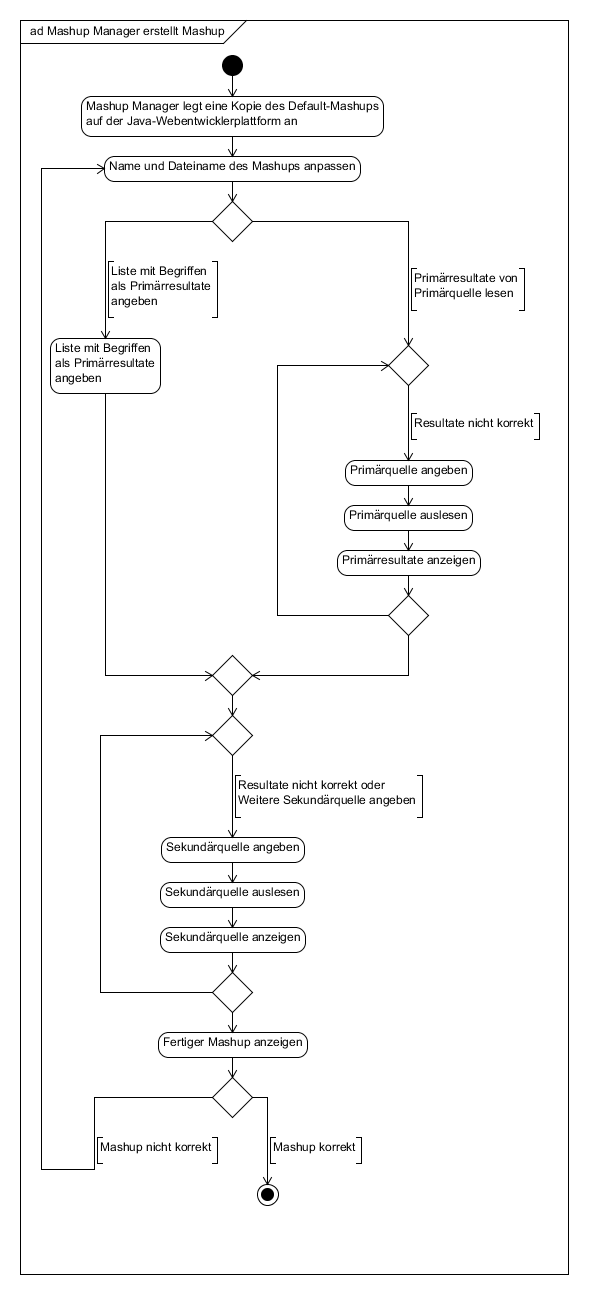 ad Mashup Manager erstellt Mashup
Mashup Manager legt eine Kopie des Default-Mashups
auf der Java-Webentwicklerplattform an
Name und Dateiname des Mashups anpassen
Liste mit Begriffen
als Primärresultate
angeben
Primärresultate von
Primärquelle lesen
Liste mit Begriffen
als Primärresultate
angeben
Resultate nicht korrekt
Primärquelle angeben
Primärquelle auslesen
Primärresultate anzeigen
Resultate nicht korrekt oder
Weitere Sekundärquelle angeben
Sekundärquelle angeben
Sekundärquelle auslesen
Sekundärquelle anzeigen
Fertiger Mashup anzeigen
Mashup nicht korrekt
Mashup korrekt